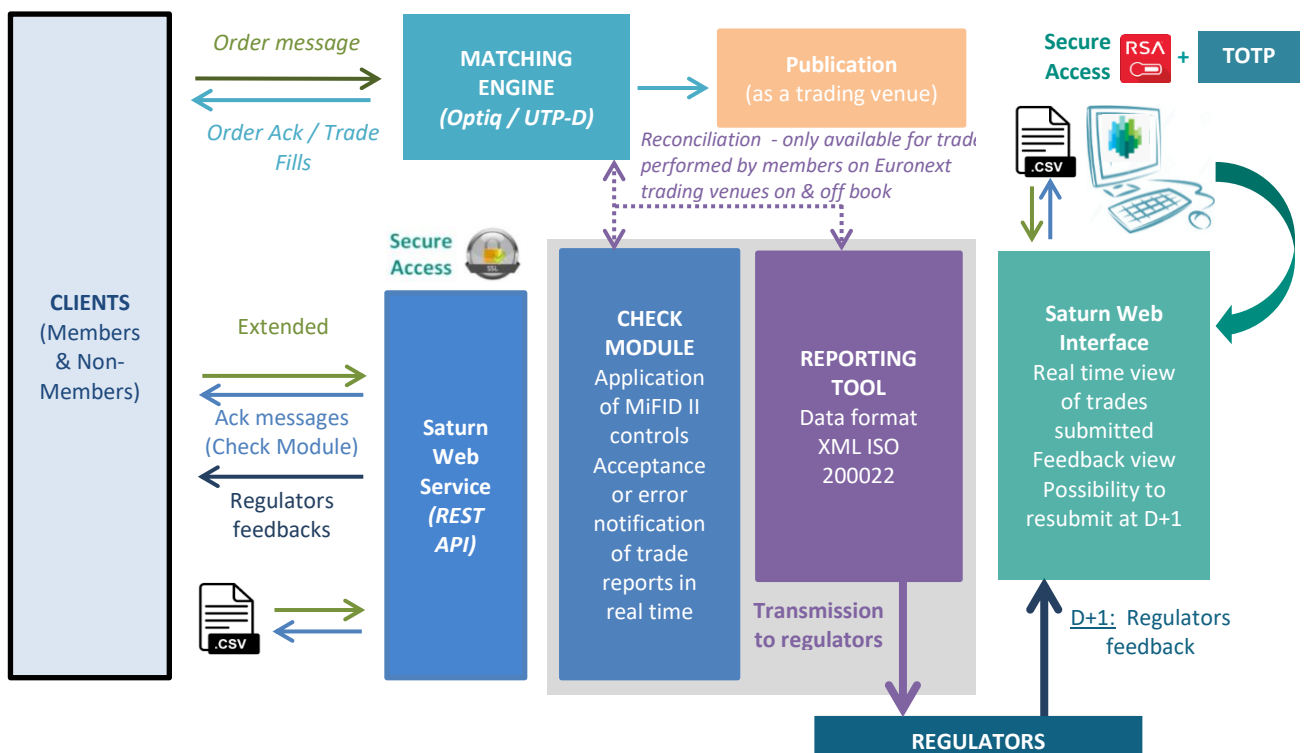 Order message
Order Ack / Trade
Fills
MATCHING
ENGINE
(Optiq / UTP-D)
Publication
(as a trading venue)
Secure
Access
RSA
+
TOTP
.CSV
Reconciliation - only available for trade
performed by members on Euronext
trading venues on & off book
Secure
Access
SSL
CLIENTS
(Members
& Non-
Members)
Extended
Ack messages
(Check Module)
Regulators
feedbacks
.CSV
Saturn
Web
Service
(REST
API)
CHECK
MODULE
Application
of MiFID II
controls
Acceptance
or error
notification
of trade
reports in
real time
REPORTING
TOOL
Data format
XML ISO
200022
Transmission
to regulators
Saturn Web
Interface
Real time view
of trades
submitted
Feedback view
Possibility to
resubmit at D+1
D+1: Regulators
feedback
REGULATORS